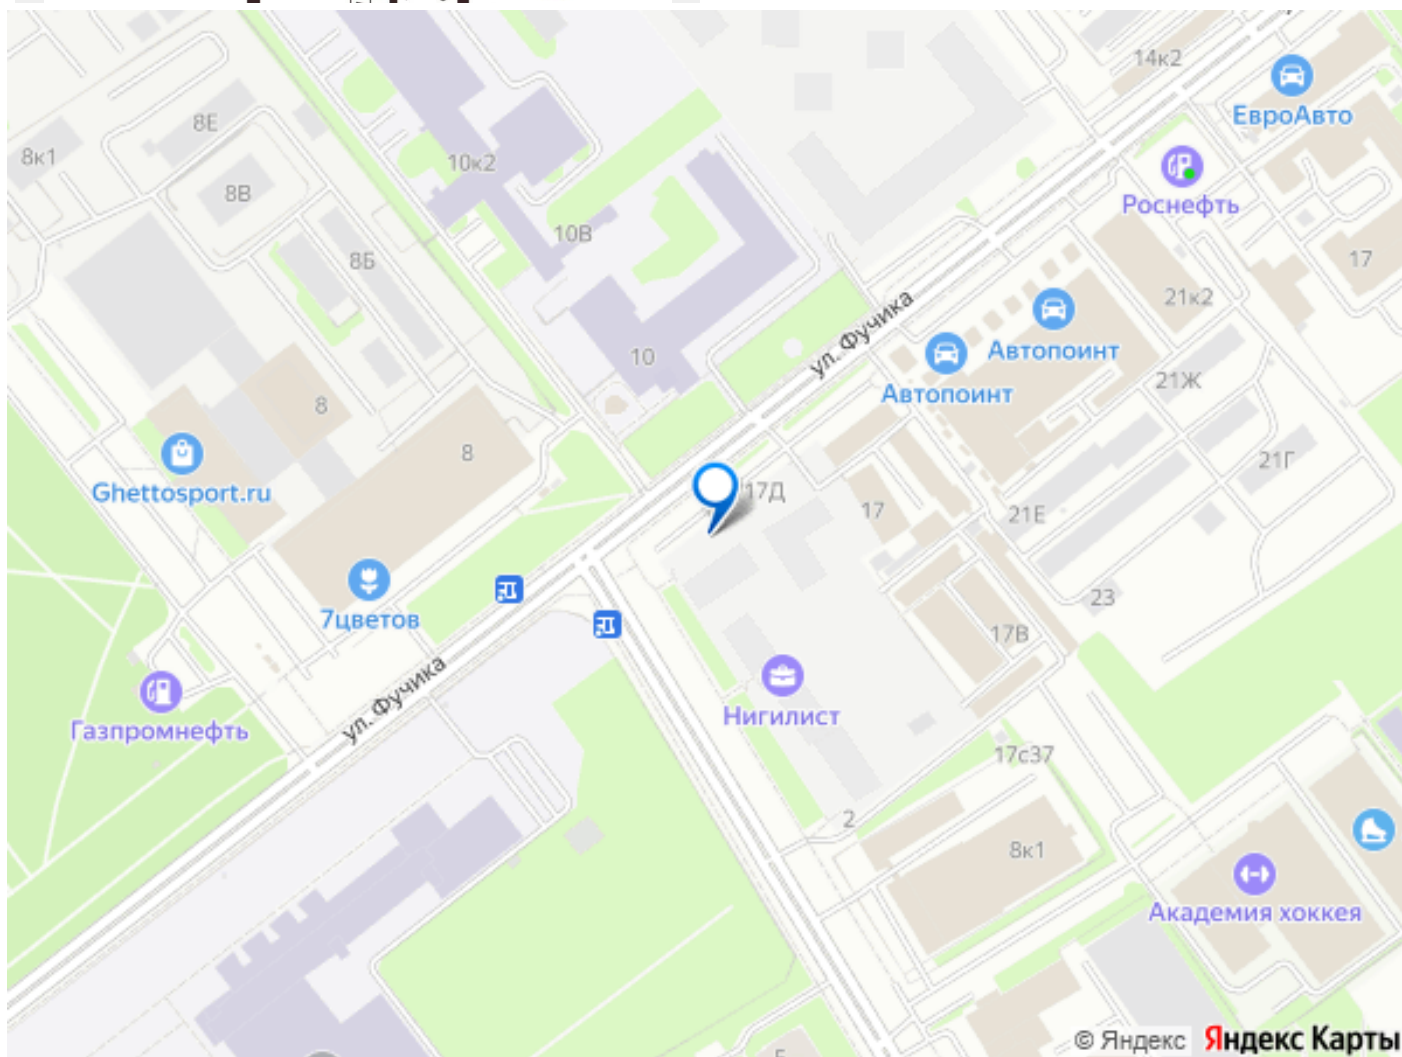 14к2
ЕвроАвто
8Е
8к1
10к2
8В
Роснефть
10В
8Б
17
21к2
ул. Фучика
10
Автопоинт
Автопоинт
21Ж
8
8
21Г
Ghettosport.ru
17Д
17
21Е
7цветов
23
17В
ул. Фучика
Нигилист
Газпромнефть
17с37
2
8к1
Академия хоккея
© Яндекс Яндекс Карты